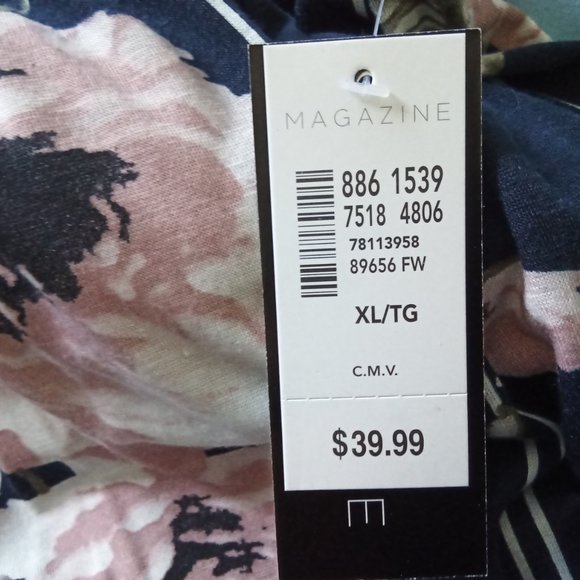 MAGAZINE
886 1539
7518 4806
78113958
89656 FW
XL/TG
C.M.V.
$39.99